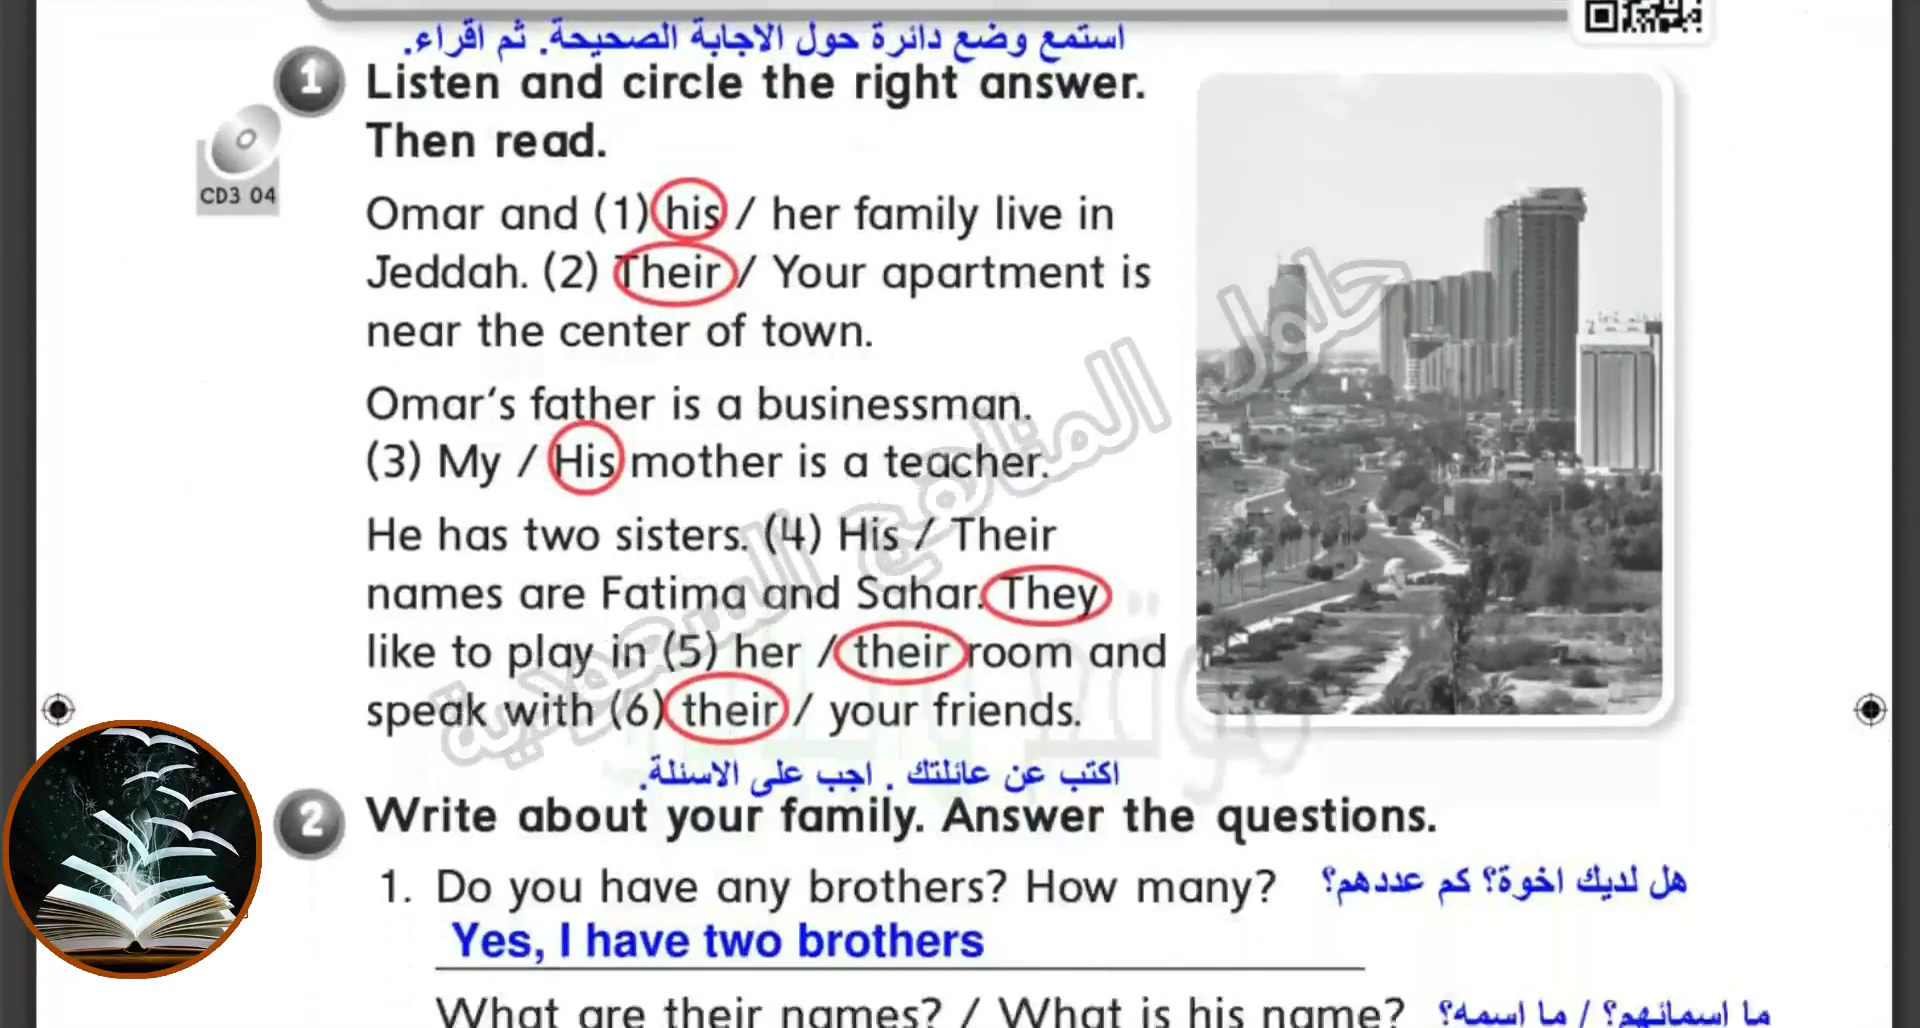 استمع وضع دائرة حول الاجابة الصحيحة. ثم اقراء.
1 Listen and circle the right answer.
Then read.
CD3 04
Omar and (1) his / her family live in
Jeddah. (2) Their / Your apartment is
near the center of town.
Omar's father is a businessman.
(3) My / His mother is a teacher.
He has two sisters. (4) His / Their
names are Fatima and Sahar. They
like to play in (5) her / their room and
speak with (6) their / your friends.
حلول المناهج السعودية
اكتب عن عائلتك . اجب على الاسئلة.
2 Write about your family. Answer the questions.
1. Do you have any brothers? How many? هل لديك اخوة؟ كم عددهم؟
Yes, I have two brothers
What are their names? / What is his name? ما اسمائهم؟ / ما اسمه؟